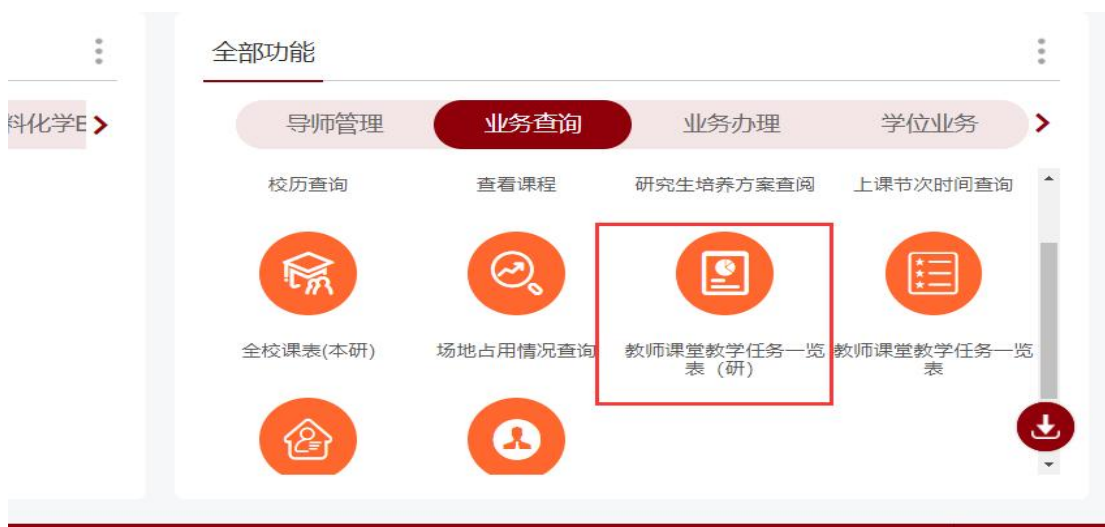 全部功能
料化学E
导师管理 业务查询 业务办理 学位业务
校历查询 查看课程 研究生培养方案查阅 上课节次时间查询
全校课表(本研) 场地占用情况查询 教师课堂教学任务一览 教师课堂教学任务一览
表（研） 表